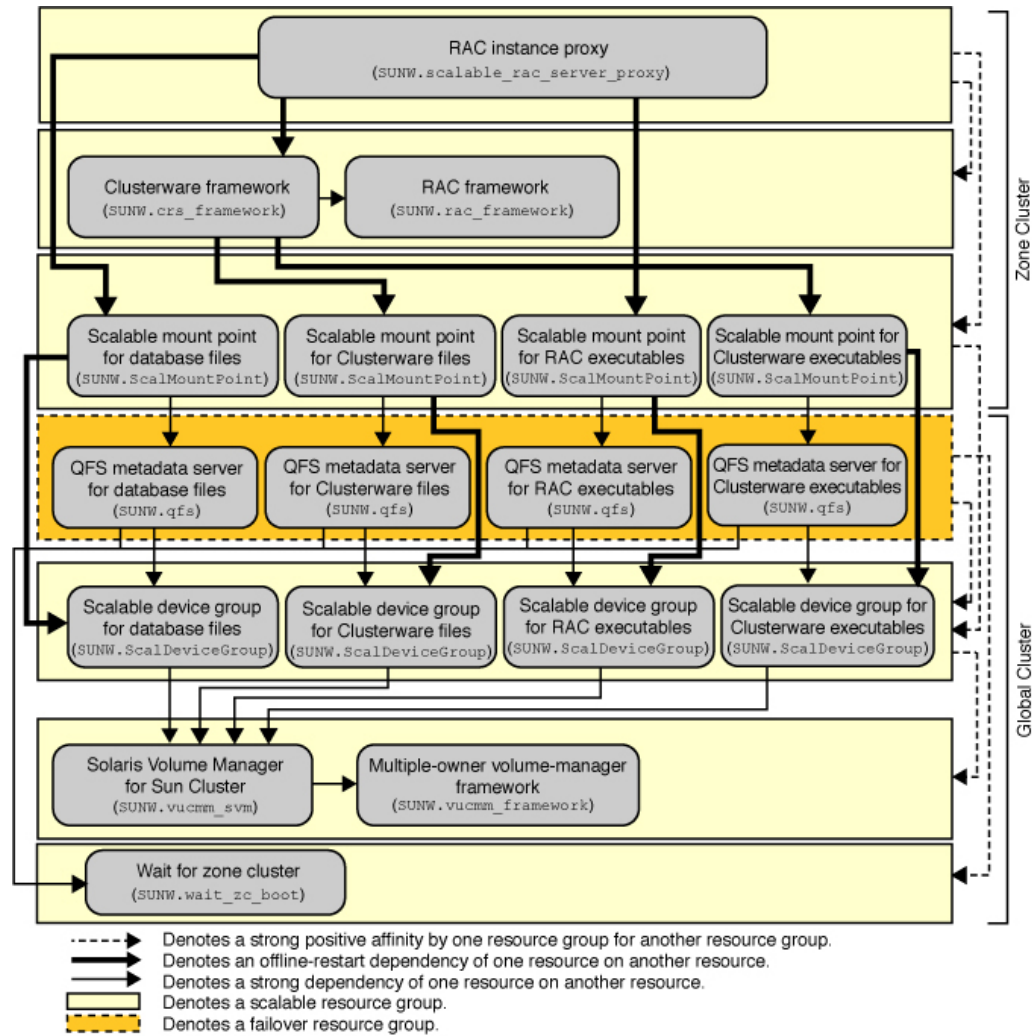 RAC instance proxy
(SUNW.scalable_rac_server_proxy)
Clusterware framework
(SUNW.crs_framework)
RAC framework
(SUNW.rac_framework)
Zone Cluster
Scalable mount point
for database files
(SUNW.ScalMountPoint)
Scalable mount point
for Clusterware files
(SUNW.ScalMountPoint)
Scalable mount point
for RAC executables
(SUNW.ScalMountPoint)
Scalable mount point for
Clusterware executables
(SUNW.ScalMountPoint)
QFS metadata server
for database files
(SUNW.qfs)
QFS metadata server
for Clusterware files
(SUNW.qfs)
QFS metadata server
for RAC executables
(SUNW.qfs)
QFS metadata server for
Clusterware executables
(SUNW.qfs)
Scalable device group
for database files
(SUNW.ScalDeviceGroup)
Scalable device group
for Clusterware files
(SUNW.ScalDeviceGroup)
Scalable device group
for RAC executables
(SUNW.ScalDeviceGroup)
Scalable device group for
Clusterware executables
(SUNW.ScalDeviceGroup)
Global Cluster
Solaris Volume Manager
for Sun Cluster
(SUNW.vucmm_svm)
Multiple-owner volume-manager
framework
(SUNW.vucmm_framework)
Wait for zone cluster
(SUNW.wait_zc_boot)
Denotes a strong positive affinity by one resource group for another resource group.
Denotes an offline-restart dependency of one resource on another resource.
Denotes a strong dependency of one resource on another resource.
Denotes a scalable resource group.
Denotes a failover resource group.